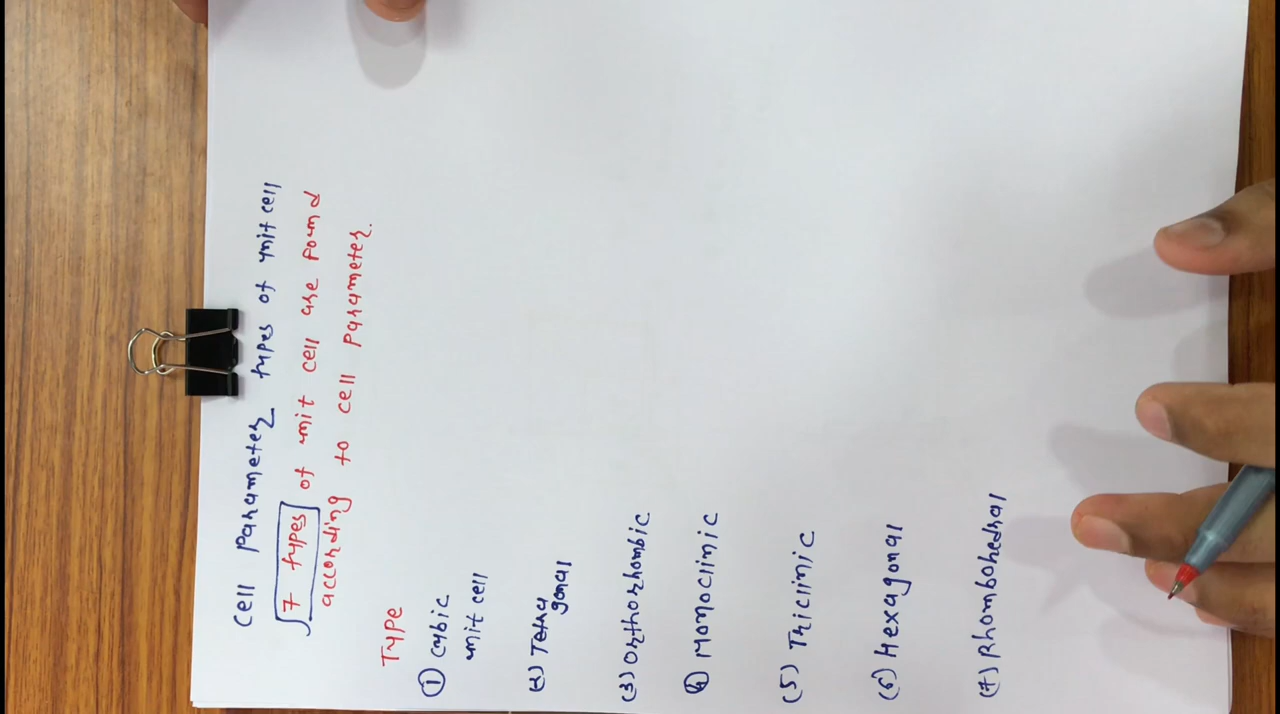 cell parameter types of unit cell
7 types of unit cell are found
according to cell parameter.
Type
① cubic
unit cell
(2) Tetra
gonal
(3) Orthorhombic
④ Monoclinic
(5) Triclinic
(6) Hexagonal
(7) Rhombohedral